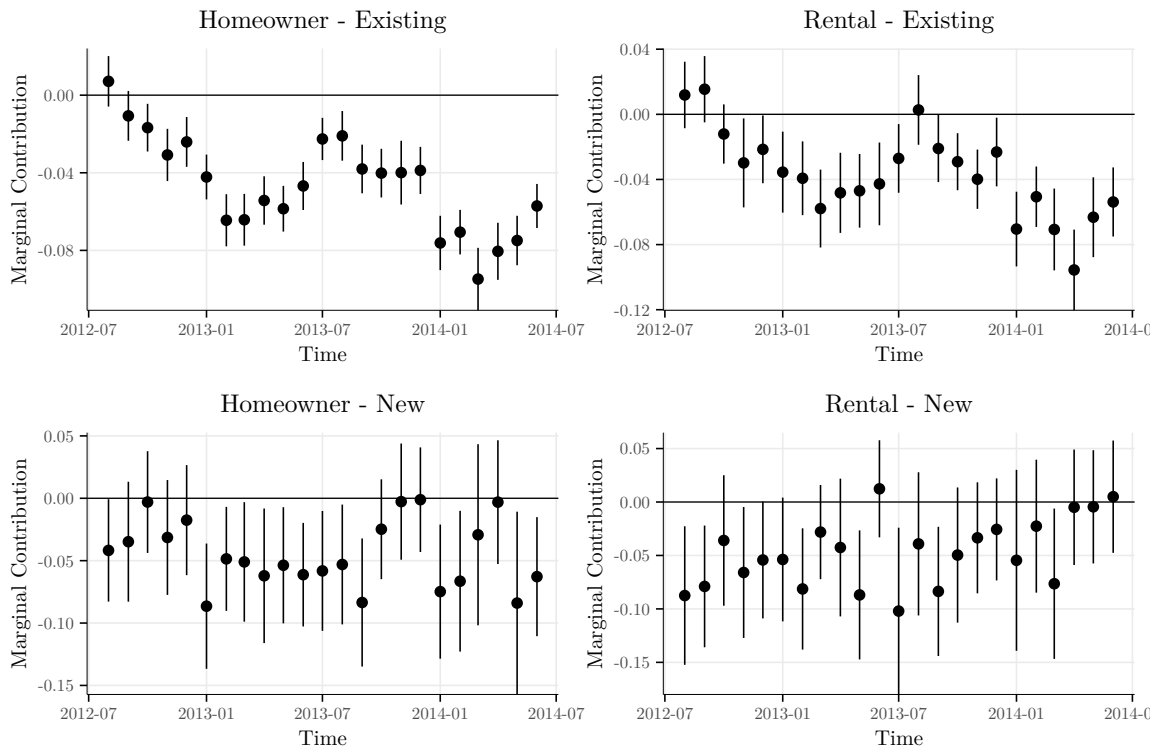 Homeowner - Existing
Marginal Contribution
0.00
-0.04
-0.08
2012-07 2013-01 2013-07 2014-01 2014-07
Time
Rental - Existing
Marginal Contribution
0.04
0.00
-0.04
-0.08
-0.12
2012-07 2013-01 2013-07 2014-01 2014-0
Time
Homeowner - New
Marginal Contribution
0.05
0.00
-0.05
-0.10
-0.15
2012-07 2013-01 2013-07 2014-01 2014-07
Time
Rental - New
Marginal Contribution
0.05
0.00
-0.05
-0.10
-0.15
2012-07 2013-01 2013-07 2014-01 2014-0
Time